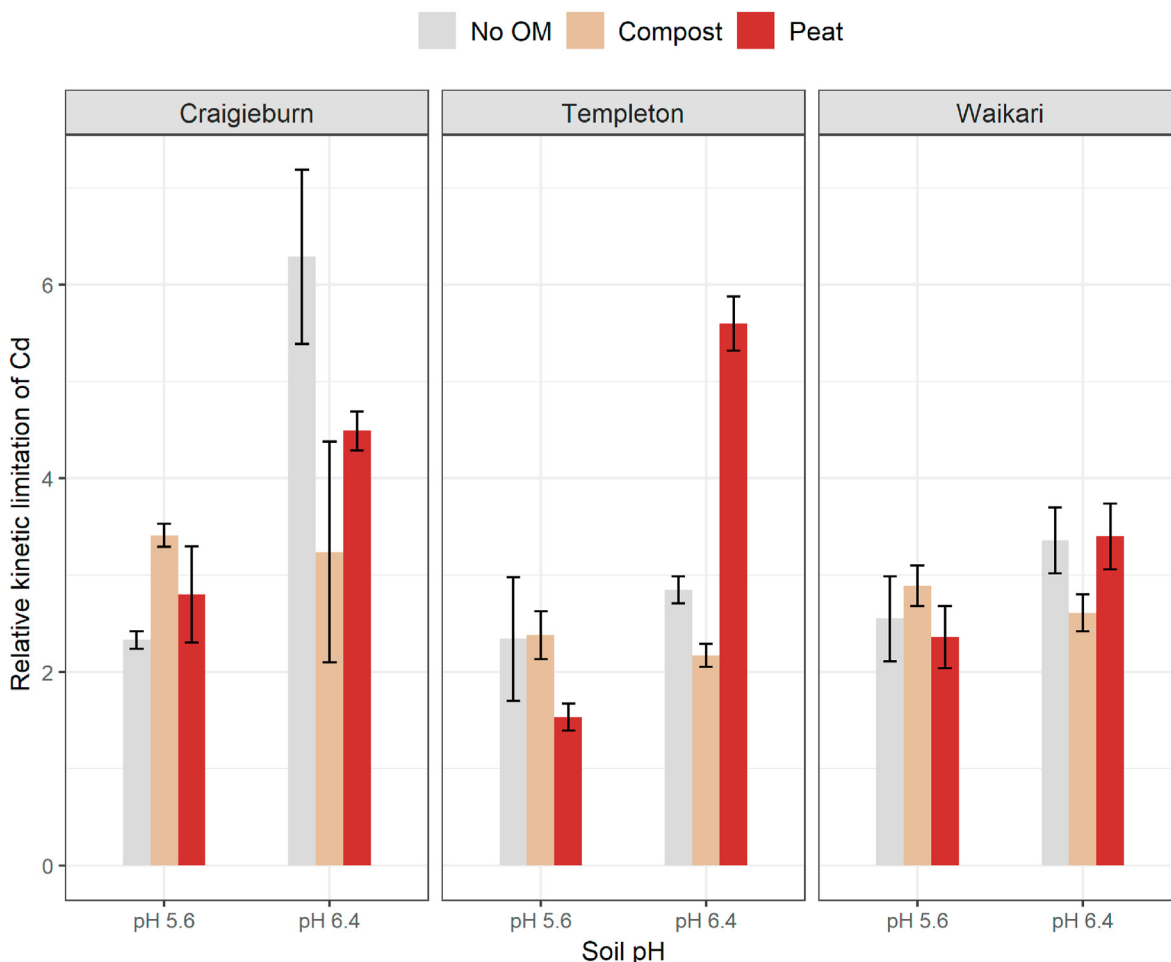 No OM Compost Peat
Craigieburn Templeton Waikari
Relative kinetic limitation of Cd
6
4
2
0
pH 5.6 pH 6.4 pH 5.6 pH 6.4 pH 5.6 pH 6.4
Soil pH